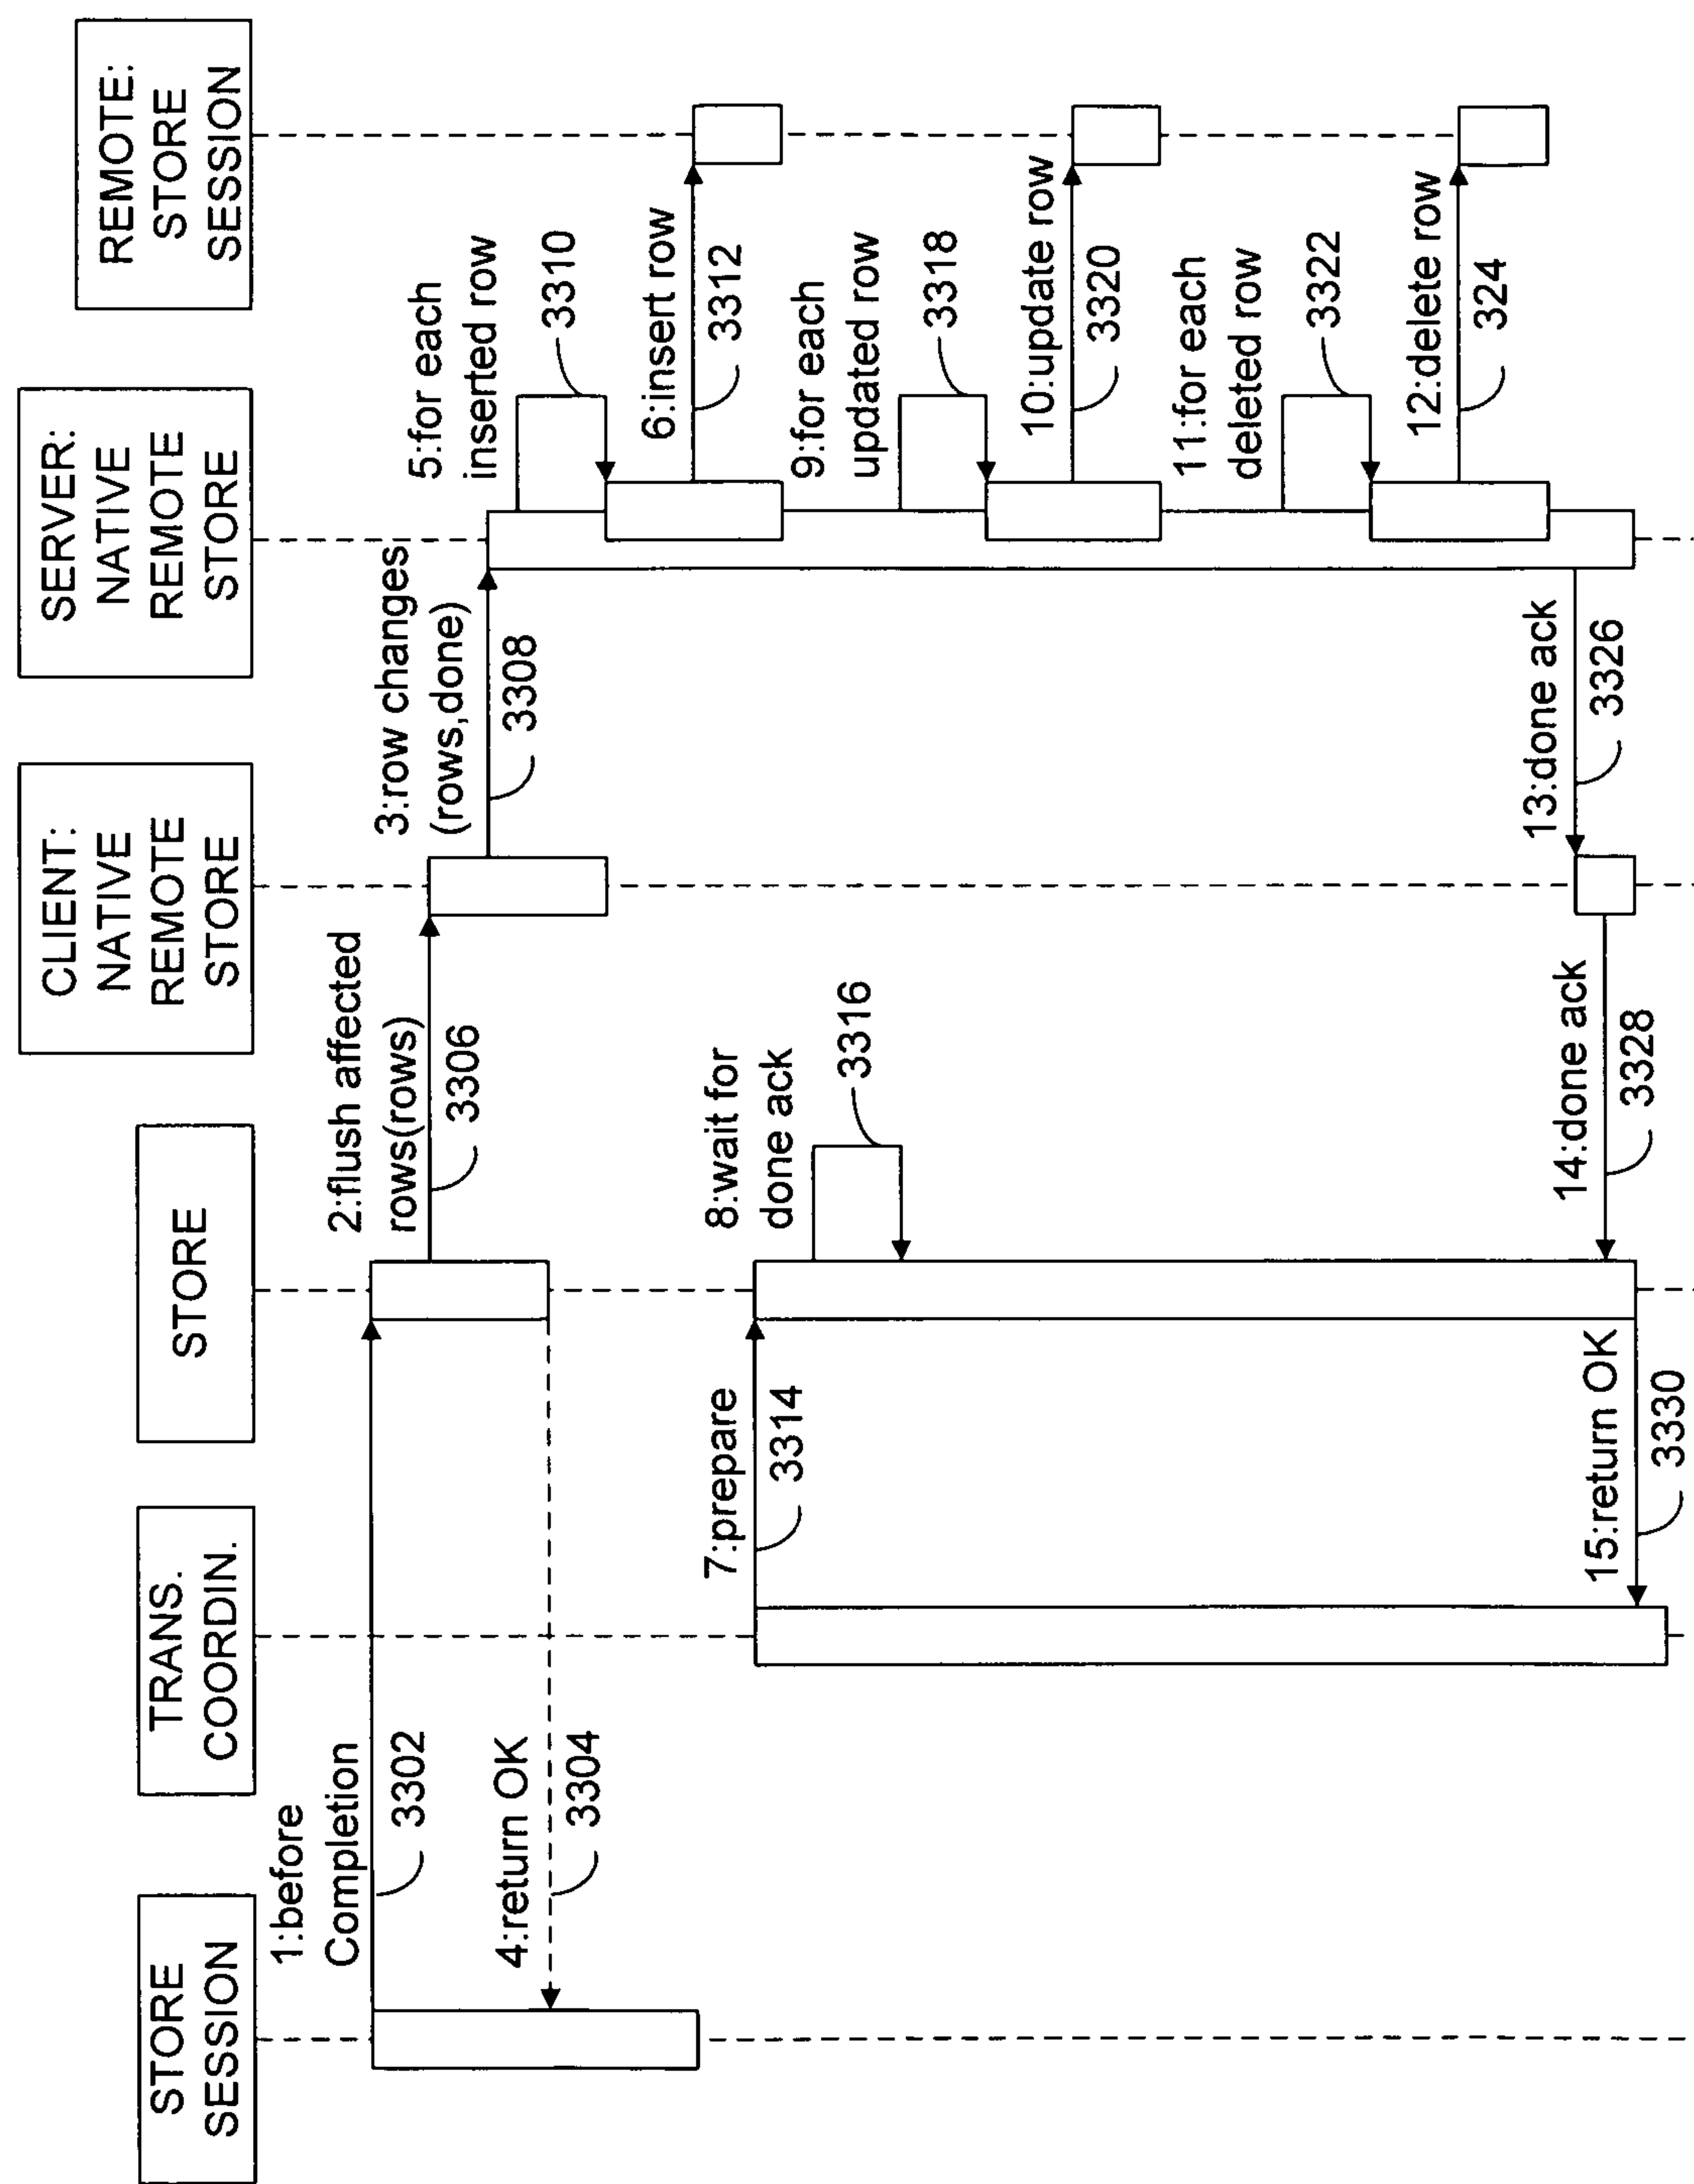 STORE
SESSION
TRANS.
COORDIN.
STORE
CLIENT:
NATIVE
REMOTE
STORE
SERVER:
NATIVE
REMOTE
STORE
REMOTE:
STORE
SESSION
1:before
Completion
3302
2:flush affected
rows(rows)
3306
3:row changes
(rows,done)
3308
4:return OK
3304
5:for each
inserted row
3310
6:insert row
3312
7:prepare
3314
8:wait for
done ack
3316
9:for each
updated row
3318
10:update row
3320
11:for each
deleted row
3322
12:delete row
324
13:done ack
3326
14:done ack
3328
15:return OK
3330